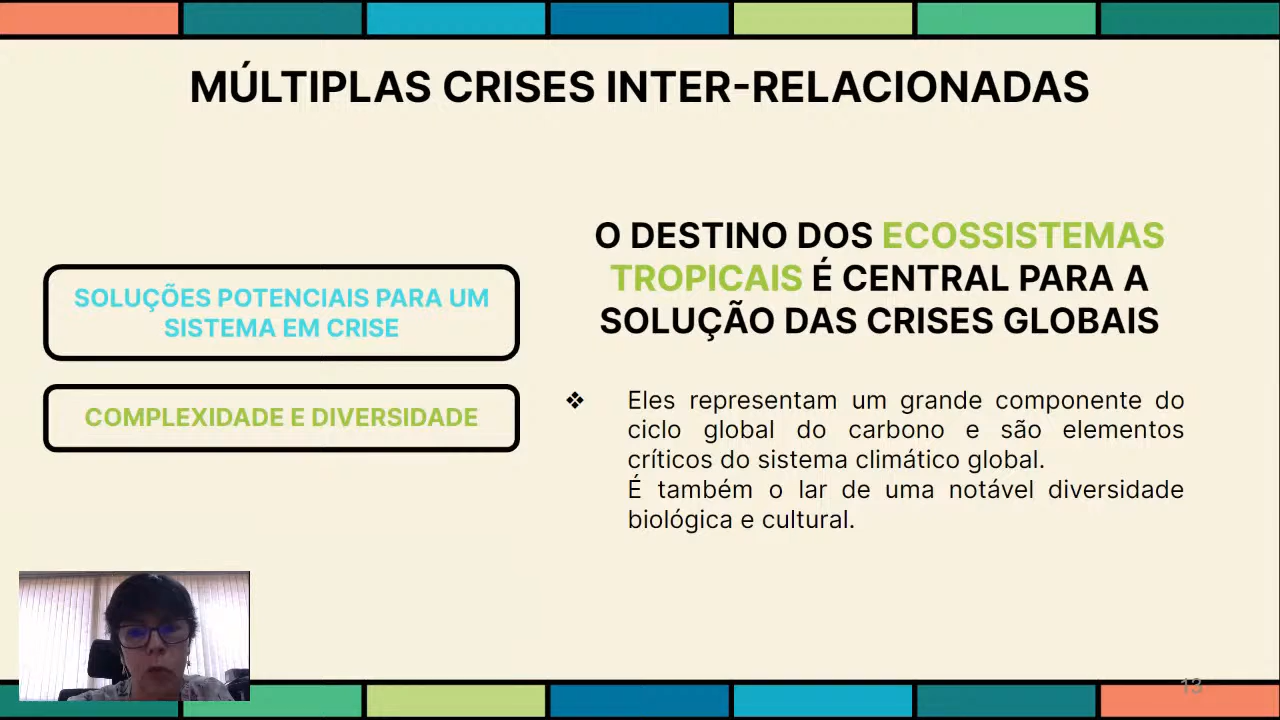 MÚLTIPLAS CRISES INTER-RELACIONADAS
SOLUÇÕES POTENCIAIS PARA UM
SISTEMA EM CRISE
COMPLEXIDADE E DIVERSIDADE
O DESTINO DOS ECOSSISTEMAS
TROPICAIS É CENTRAL PARA A
SOLUÇÃO DAS CRISES GLOBAIS
❖ Eles representam um grande componente do
ciclo global do carbono e são elementos
críticos do sistema climático global.
É também o lar de uma notável diversidade
biológica e cultural.
13